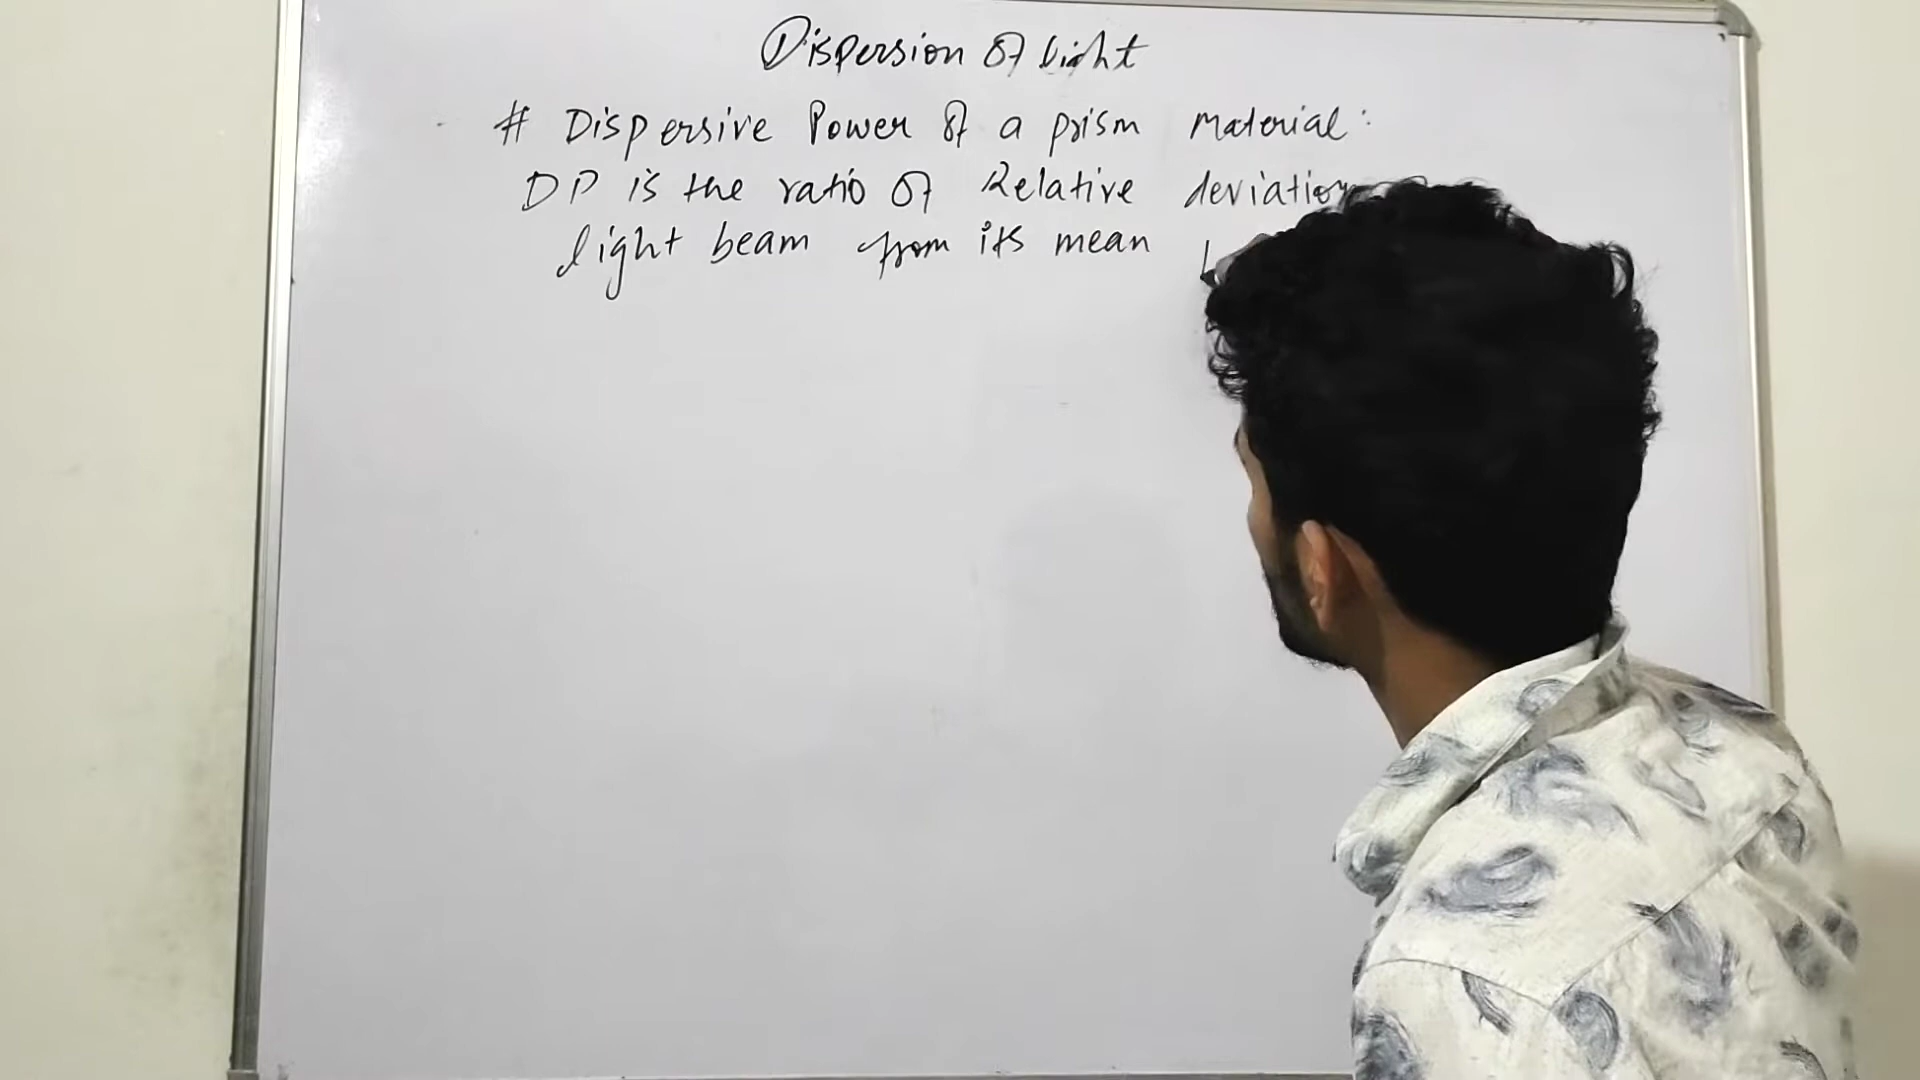 Dispersion of light
# Dispersive Power of a prism material:
DP is the ratio of Relative deviation
light beam from its mean